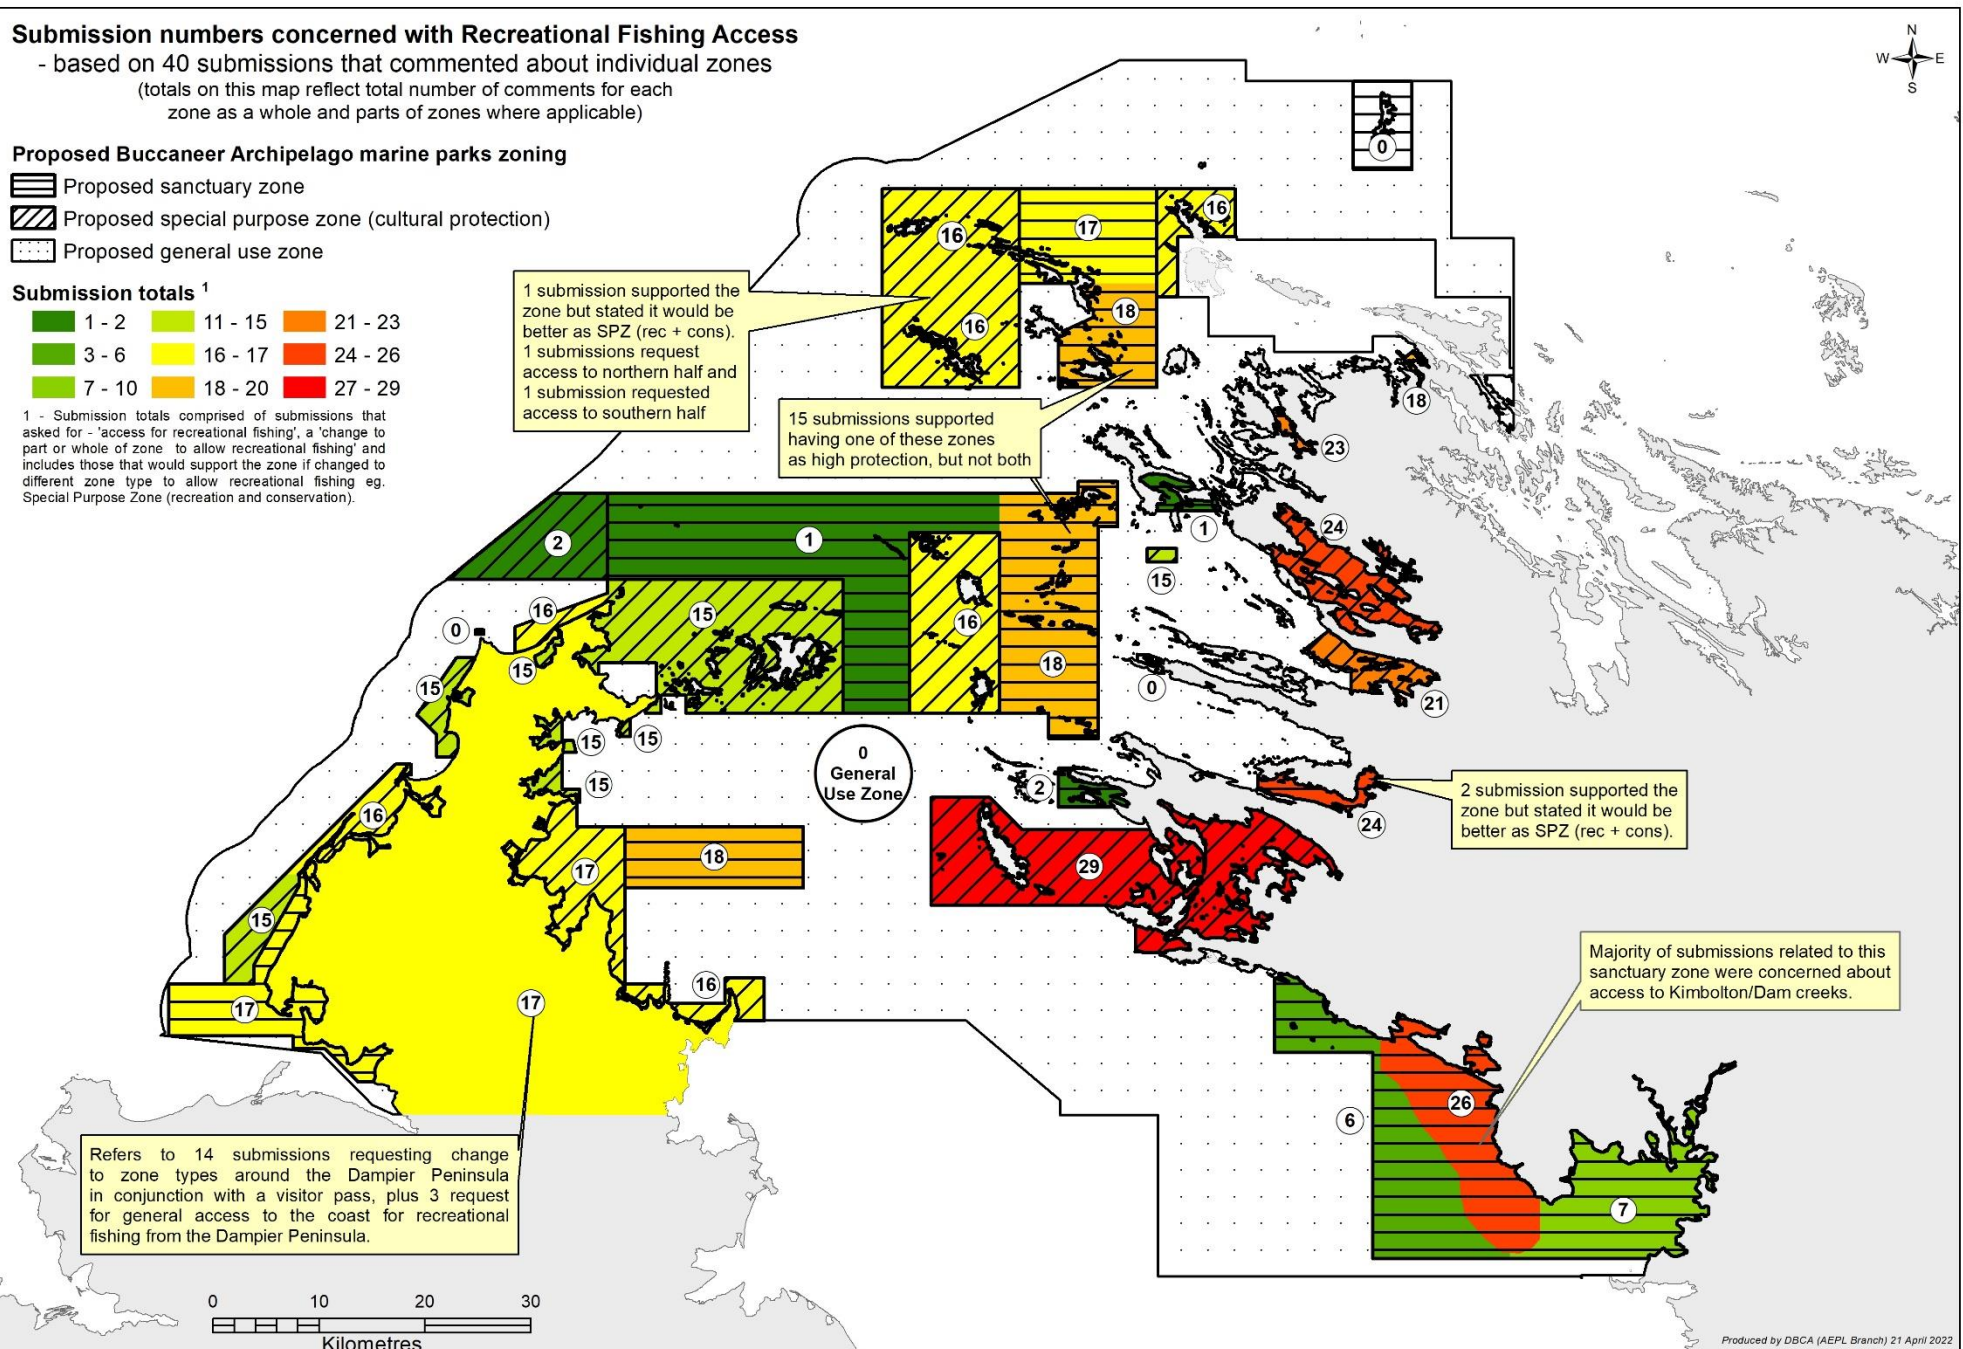 Submission numbers concerned with Recreational Fishing Access
- based on 40 submissions that commented about individual zones
(totals on this map reflect total number of comments for each
zone as a whole and parts of zones where applicable)
Proposed Buccaneer Archipelago marine parks zoning
Proposed sanctuary zone
Proposed special purpose zone (cultural protection)
Proposed general use zone
Submission totals 1
1 - 2
11 - 15
21 - 23
3 - 6
16 - 17
24 - 26
7 - 10
18 - 20
27 - 29
1 - Submission totals comprised of submissions that
asked for - 'access for recreational fishing', a 'change to
part or whole of zone to allow recreational fishing' and
includes those that would support the zone if changed to
different zone type to allow recreational fishing eg.
Special Purpose Zone (recreation and conservation).
N
W E
S
0
16
17
16
16
18
1 submission supported the
zone but stated it would be
better as SPZ (rec + cons).
1 submissions request
access to northern half and
1 submission requested
access to southern half
15 submissions supported
having one of these zones
as high protection, but not both
18
23
24
1
15
2
1
16
0
15
15
15
16
18
0
21
15
15
15
0
General
Use Zone
2
24
2 submission supported the
zone but stated it would be
better as SPZ (rec + cons).
16
18
17
29
15
17
17
16
Majority of submissions related to this
sanctuary zone were concerned about
access to Kimbolton/Dam creeks.
6
26
7
Refers to 14 submissions requesting change
to zone types around the Dampier Peninsula
in conjunction with a visitor pass, plus 3 request
for general access to the coast for recreational
fishing from the Dampier Peninsula.
0 10 20 30
Kilometres
Produced by DBCA (AEPL Branch) 21 April 2022